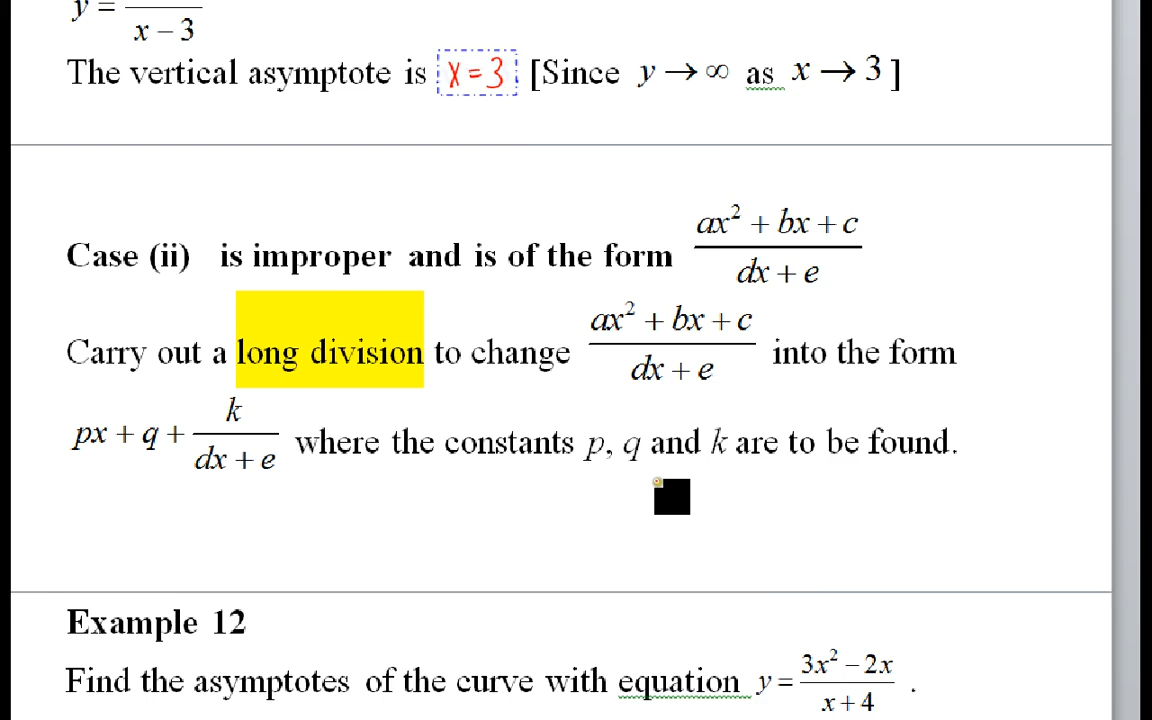 y = ――― x − 3
The vertical asymptote is x = 3 [Since y → ∞ as x → 3 ]
Case (ii) is improper and is of the form (ax² + bx + c)/(dx + e)
Carry out a long division to change (ax² + bx + c)/(dx + e) into the form
px + q + k/(dx + e) where the constants p, q and k are to be found.
Example 12
Find the asymptotes of the curve with equation y = (3x² − 2x)/(x + 4) .